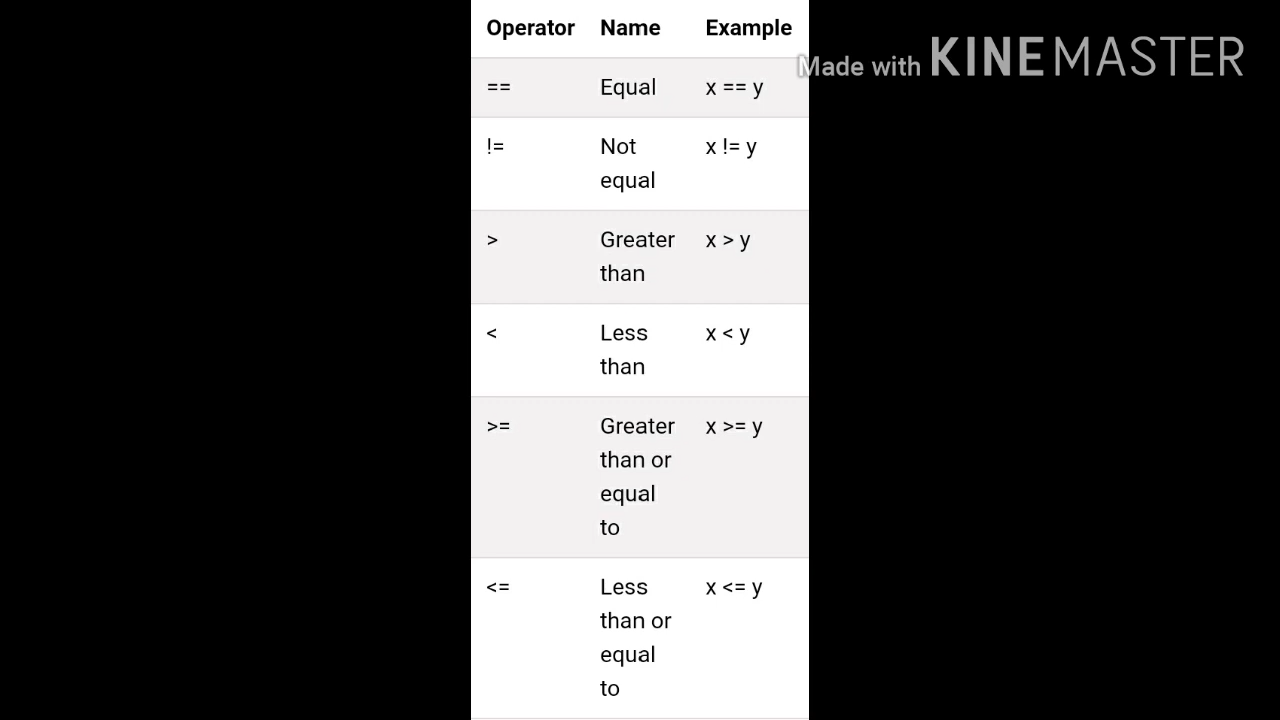 Operator Name Example
Made with KINEMASTER
== Equal x == y
!= Not x != y
equal
> Greater x > y
than
< Less x < y
than
>= Greater x >= y
than or
equal
to
<= Less x <= y
than or
equal
to